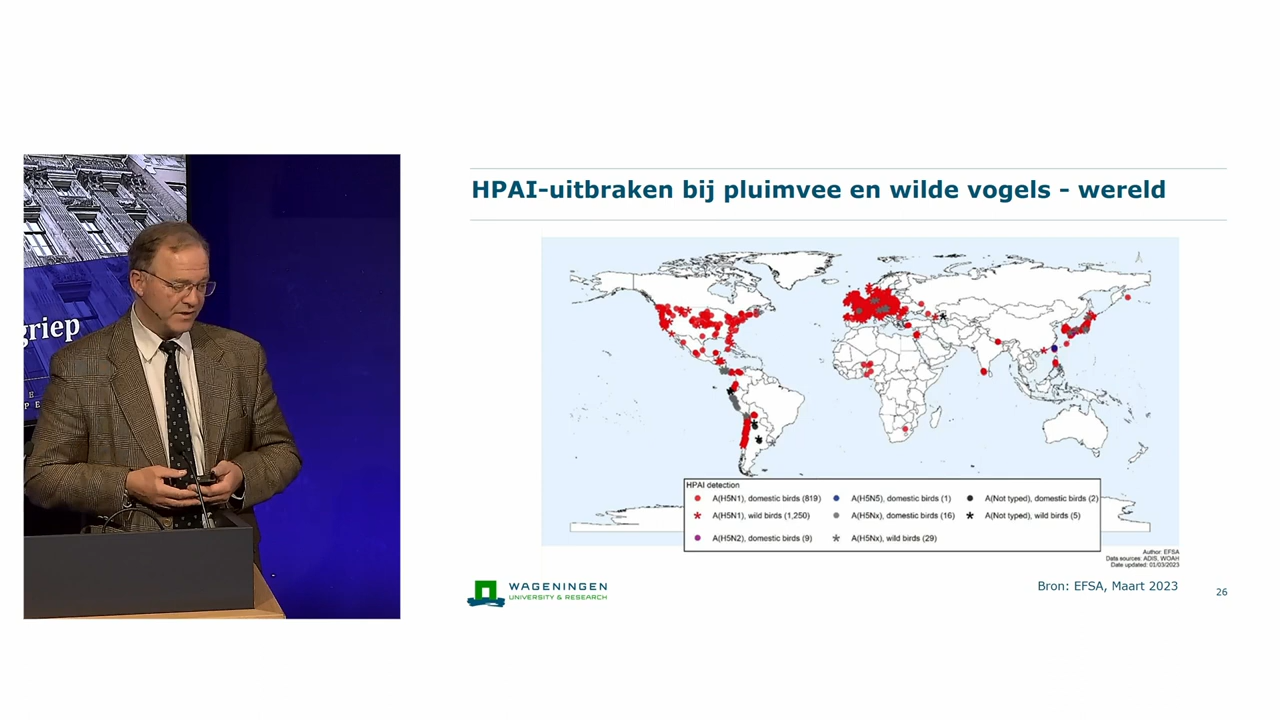 griep
HPAI-uitbraken bij pluimvee en wilde vogels - wereld
HPAI detection
A(H5N1), domestic birds (819)
A(H5N5), domestic birds (1)
A(Not typed), domestic birds (2)
A(H5N1), wild birds (1,250)
A(H5Nx), domestic birds (16)
A(Not typed), wild birds (5)
A(H5N2), domestic birds (9)
A(H5Nx), wild birds (29)
Author: EFSA
Data sources: ADIS, WOAH
Date updated: 01/03/2023
WAGENINGEN
UNIVERSITY & RESEARCH
Bron: EFSA, Maart 2023
26